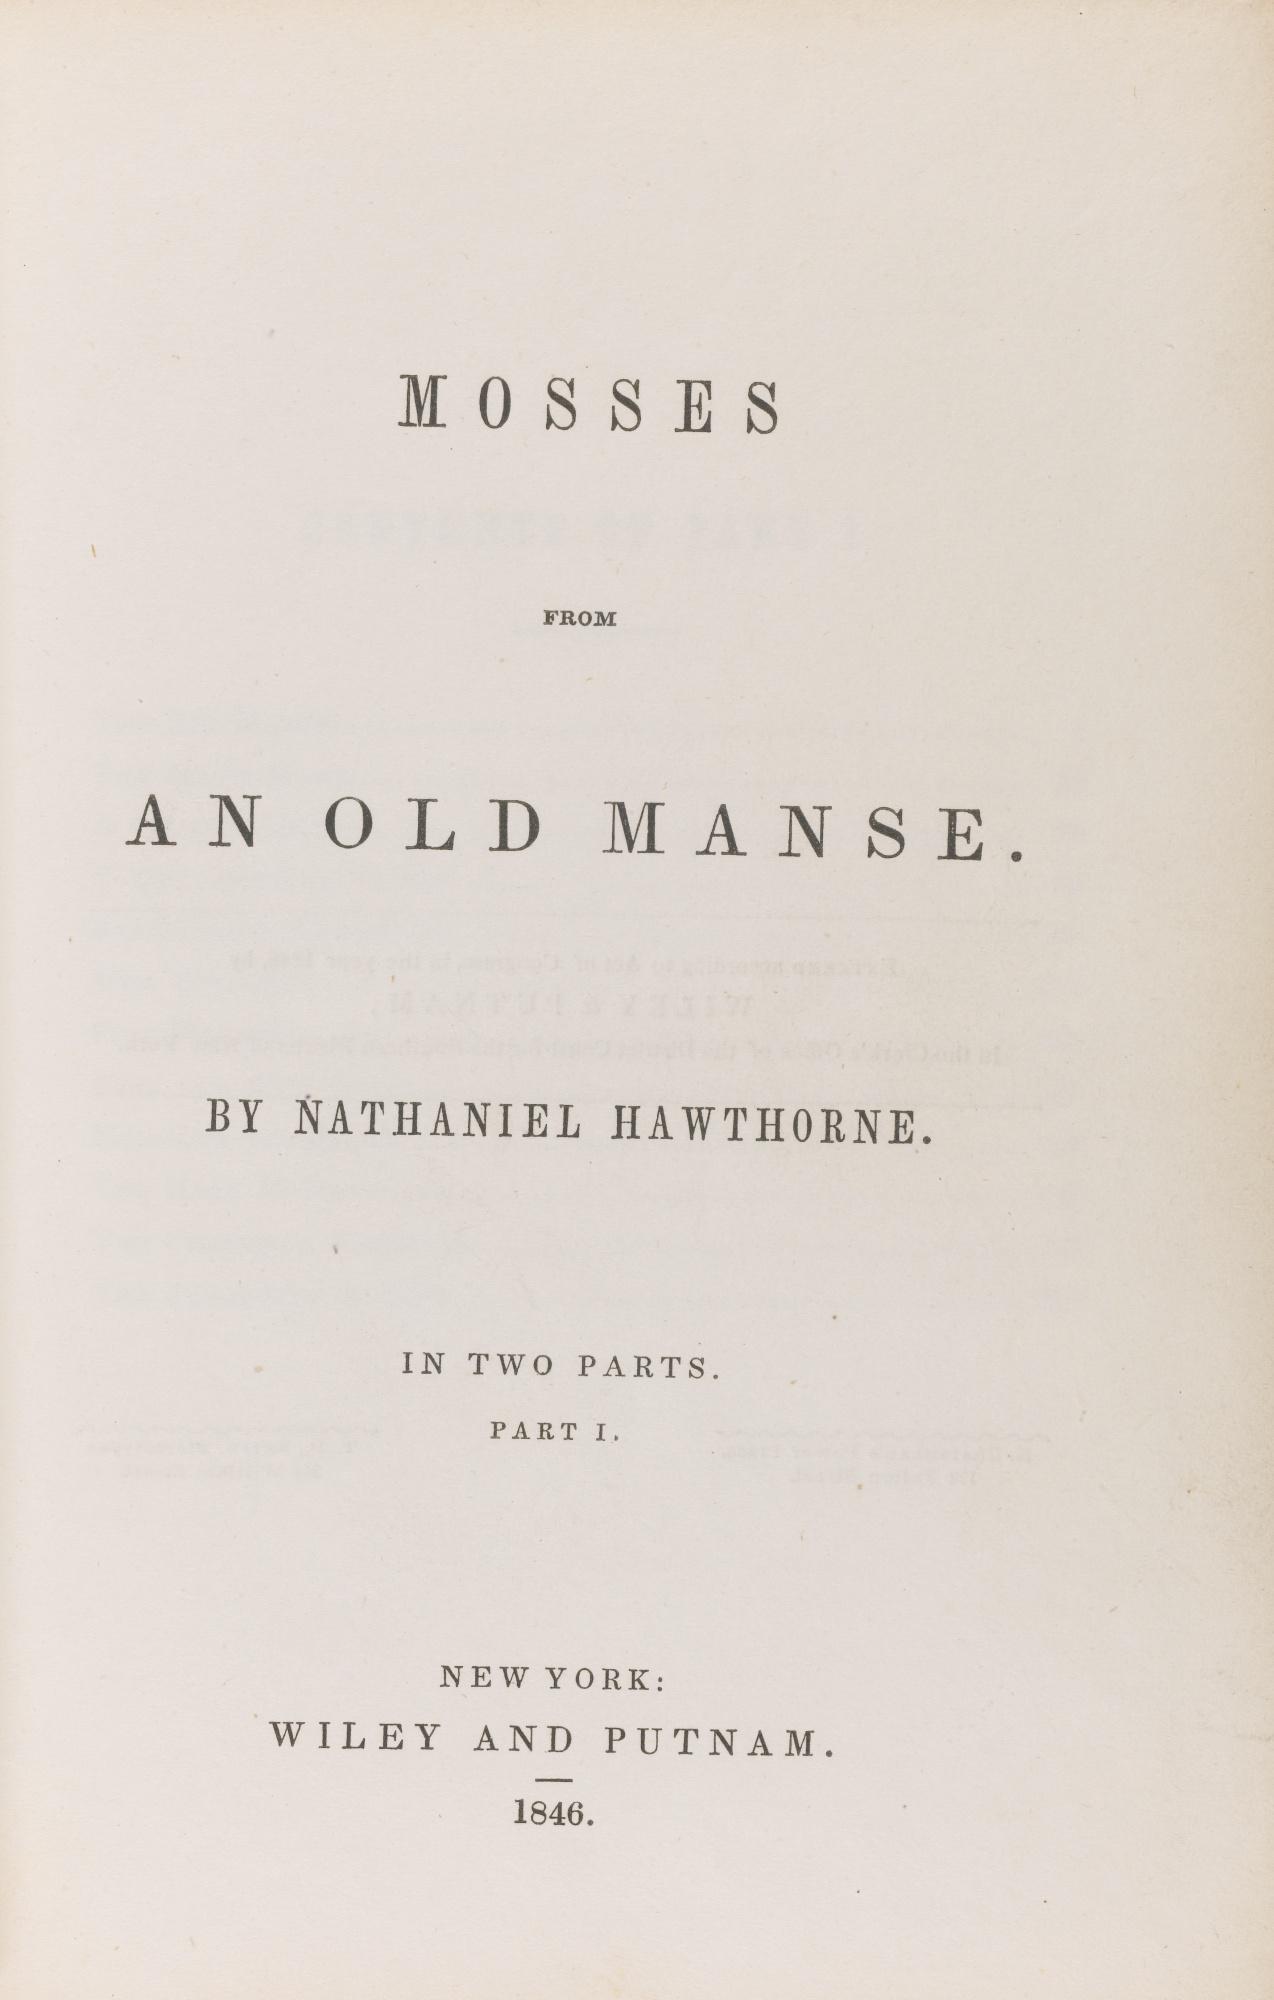 MOSSES
FROM
AN OLD MANSE.
BY NATHANIEL HAWTHORNE.
IN TWO PARTS.
PART I.
NEW YORK:
WILEY AND PUTNAM.
1846.